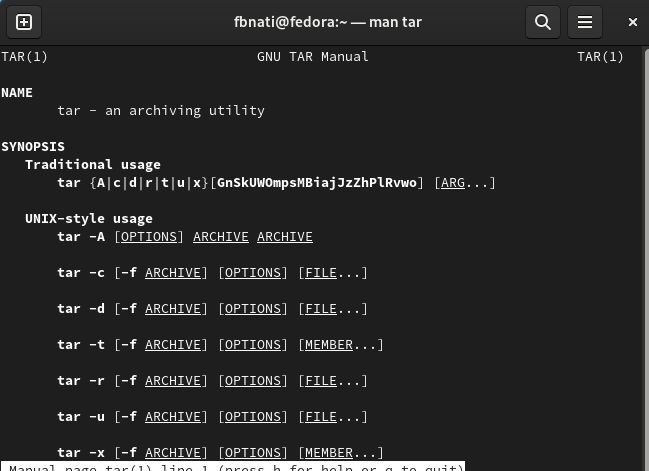 fbnati@fedora:~ — man tar
TAR(1) GNU TAR Manual TAR(1)
NAME
tar - an archiving utility
SYNOPSIS
Traditional usage
tar {A|c|d|r|t|u|x}[GnSkUWOmpsMBiajJzZhPlRvwo] [ARG...]
UNIX-style usage
tar -A [OPTIONS] ARCHIVE ARCHIVE
tar -c [-f ARCHIVE] [OPTIONS] [FILE...]
tar -d [-f ARCHIVE] [OPTIONS] [FILE...]
tar -t [-f ARCHIVE] [OPTIONS] [MEMBER...]
tar -r [-f ARCHIVE] [OPTIONS] [FILE...]
tar -u [-f ARCHIVE] [OPTIONS] [FILE...]
tar -x [-f ARCHIVE] [OPTIONS] [MEMBER...]
Manual page tar(1) line 1 (press h for help or q to quit)